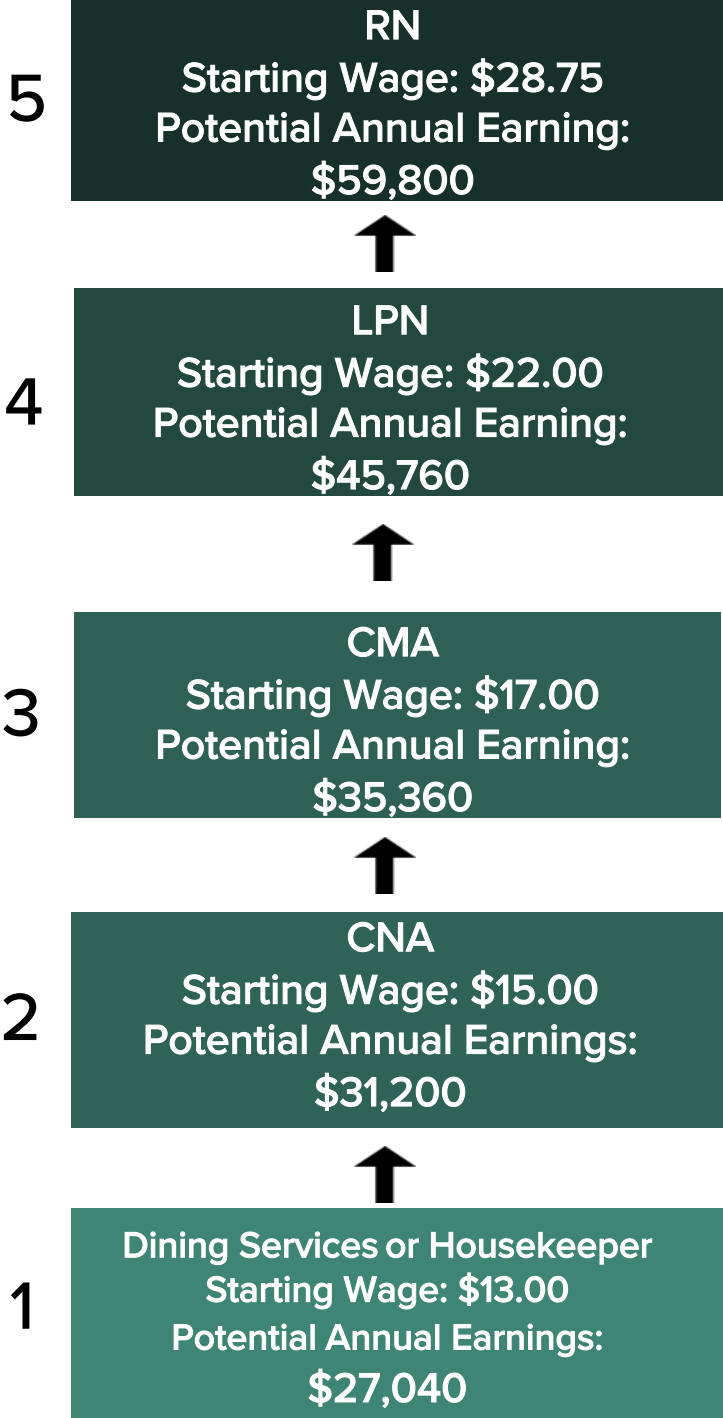 5
RN
Starting Wage: $28.75
Potential Annual Earning:
$59,800
4
LPN
Starting Wage: $22.00
Potential Annual Earning:
$45,760
3
CMA
Starting Wage: $17.00
Potential Annual Earning:
$35,360
2
CNA
Starting Wage: $15.00
Potential Annual Earnings:
$31,200
1
Dining Services or Housekeeper
Starting Wage: $13.00
Potential Annual Earnings:
$27,040